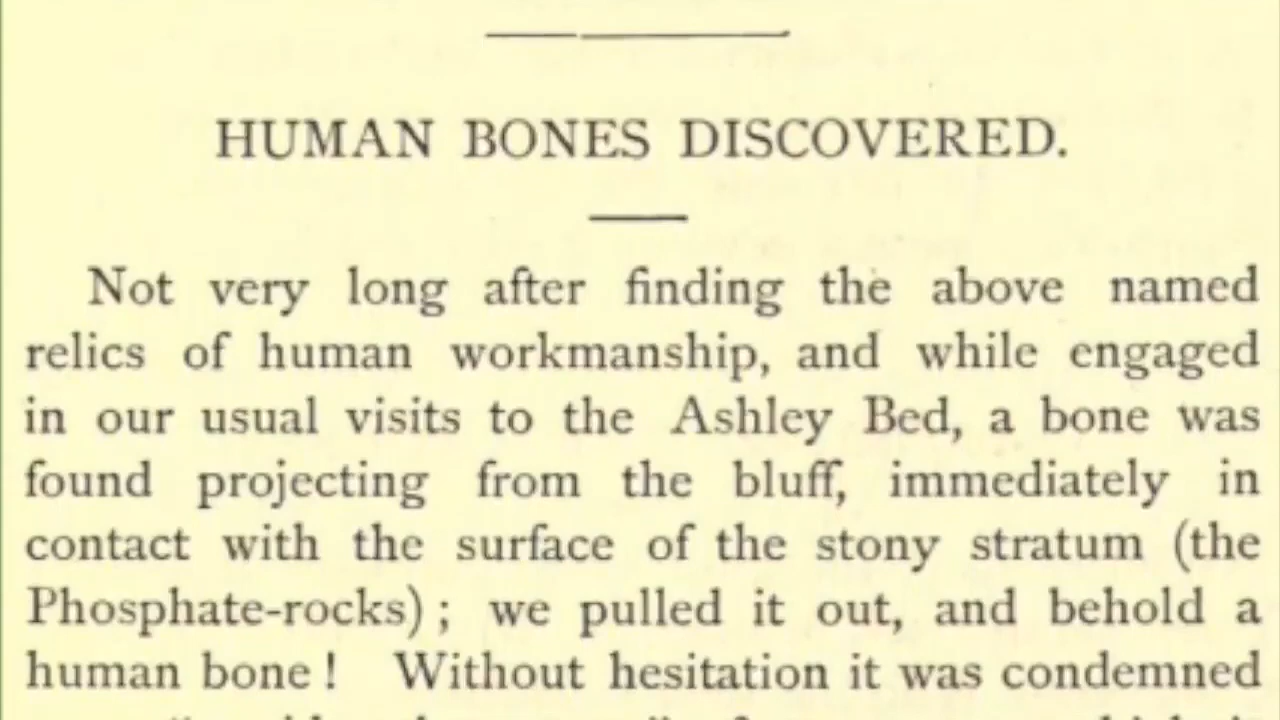 HUMAN BONES DISCOVERED.
Not very long after finding the above named
relics of human workmanship, and while engaged
in our usual visits to the Ashley Bed, a bone was
found projecting from the bluff, immediately in
contact with the surface of the stony stratum (the
Phosphate-rocks) ; we pulled it out, and behold a
human bone ! Without hesitation it was condemned